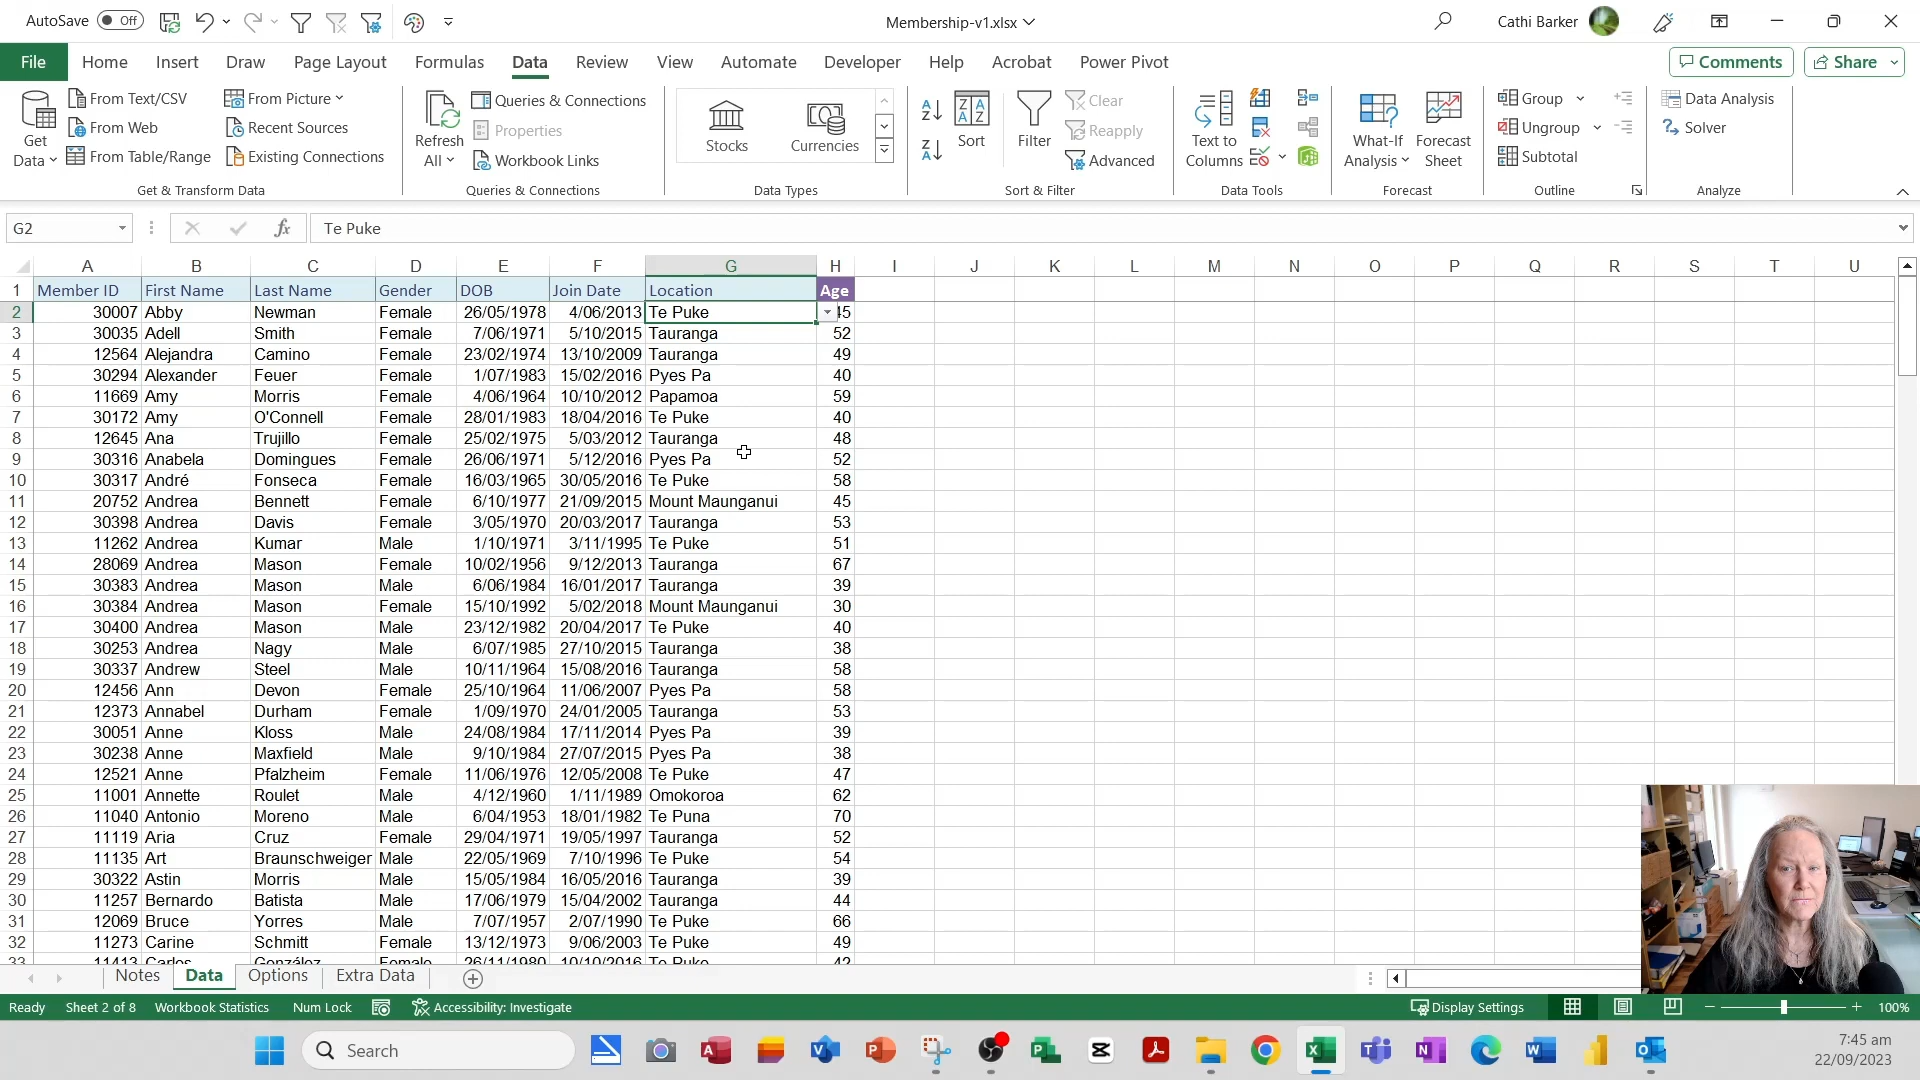 AutoSave Off Membership-v1.xlsx Cathi Barker
File Home Insert Draw Page Layout Formulas Data Review View Automate Developer Help Acrobat Power Pivot Comments Share
Get Data From Text/CSV From Web From Table/Range From Picture Recent Sources Existing Connections
Get & Transform Data
Refresh All Queries & Connections Properties Workbook Links
Queries & Connections
Stocks Currencies
Data Types
Sort Filter Clear Reapply Advanced
Sort & Filter
Text to Columns
Data Tools
What-If Analysis Forecast Sheet
Forecast
Group Ungroup Subtotal
Outline
Data Analysis Solver
Analyze
G2 fx Te Puke
A B C D E F G H I J K L M N O P Q R S T U
1 Member ID First Name Last Name Gender DOB Join Date Location Age
2 30007 Abby Newman Female 26/05/1978 4/06/2013 Te Puke 45
3 30035 Adell Smith Female 7/06/1971 5/10/2015 Tauranga 52
4 12564 Alejandra Camino Female 23/02/1974 13/10/2009 Tauranga 49
5 30294 Alexander Feuer Female 1/07/1983 15/02/2016 Pyes Pa 40
6 11669 Amy Morris Female 4/06/1964 10/10/2012 Papamoa 59
7 30172 Amy O'Connell Female 28/01/1983 18/04/2016 Te Puke 40
8 12645 Ana Trujillo Female 25/02/1975 5/03/2012 Tauranga 48
9 30316 Anabela Domingues Female 26/06/1971 5/12/2016 Pyes Pa 52
10 30317 André Fonseca Female 16/03/1965 30/05/2016 Te Puke 58
11 20752 Andrea Bennett Female 6/10/1977 21/09/2015 Mount Maunganui 45
12 30398 Andrea Davis Female 3/05/1970 20/03/2017 Tauranga 53
13 11262 Andrea Kumar Male 1/10/1971 3/11/1995 Te Puke 51
14 28069 Andrea Mason Female 10/02/1956 9/12/2013 Tauranga 67
15 30383 Andrea Mason Male 6/06/1984 16/01/2017 Tauranga 39
16 30384 Andrea Mason Female 15/10/1992 5/02/2018 Mount Maunganui 30
17 30400 Andrea Mason Male 23/12/1982 20/04/2017 Te Puke 40
18 30253 Andrea Nagy Male 6/07/1985 27/10/2015 Tauranga 38
19 30337 Andrew Steel Male 10/11/1964 15/08/2016 Tauranga 58
20 12456 Ann Devon Female 25/10/1964 11/06/2007 Pyes Pa 58
21 12373 Annabel Durham Female 1/09/1970 24/01/2005 Tauranga 53
22 30051 Anne Kloss Male 24/08/1984 17/11/2014 Pyes Pa 39
23 30238 Anne Maxfield Male 9/10/1984 27/07/2015 Pyes Pa 38
24 12521 Anne Pfalzheim Female 11/06/1976 12/05/2008 Te Puke 47
25 11001 Annette Roulet Male 4/12/1960 1/11/1989 Omokoroa 62
26 11040 Antonio Moreno Male 6/04/1953 18/01/1982 Te Puna 70
27 11119 Aria Cruz Female 29/04/1971 19/05/1997 Tauranga 52
28 11135 Art Braunschweiger Male 22/05/1969 7/10/1996 Te Puke 54
29 30322 Astin Morris Male 15/05/1984 16/05/2016 Tauranga 39
30 11257 Bernardo Batista Male 17/06/1979 15/04/2002 Tauranga 44
31 12069 Bruce Yorres Male 7/07/1957 2/07/1990 Te Puke 66
32 11273 Carine Schmitt Female 13/12/1973 9/06/2003 Te Puke 49
33 11413 Carlos González Female 26/11/1980 10/10/2016 Te Puke 42
Notes Data Options Extra Data
Ready Sheet 2 of 8 Workbook Statistics Num Lock Accessibility: Investigate Display Settings 100%
Search 7:45 am
22/09/2023